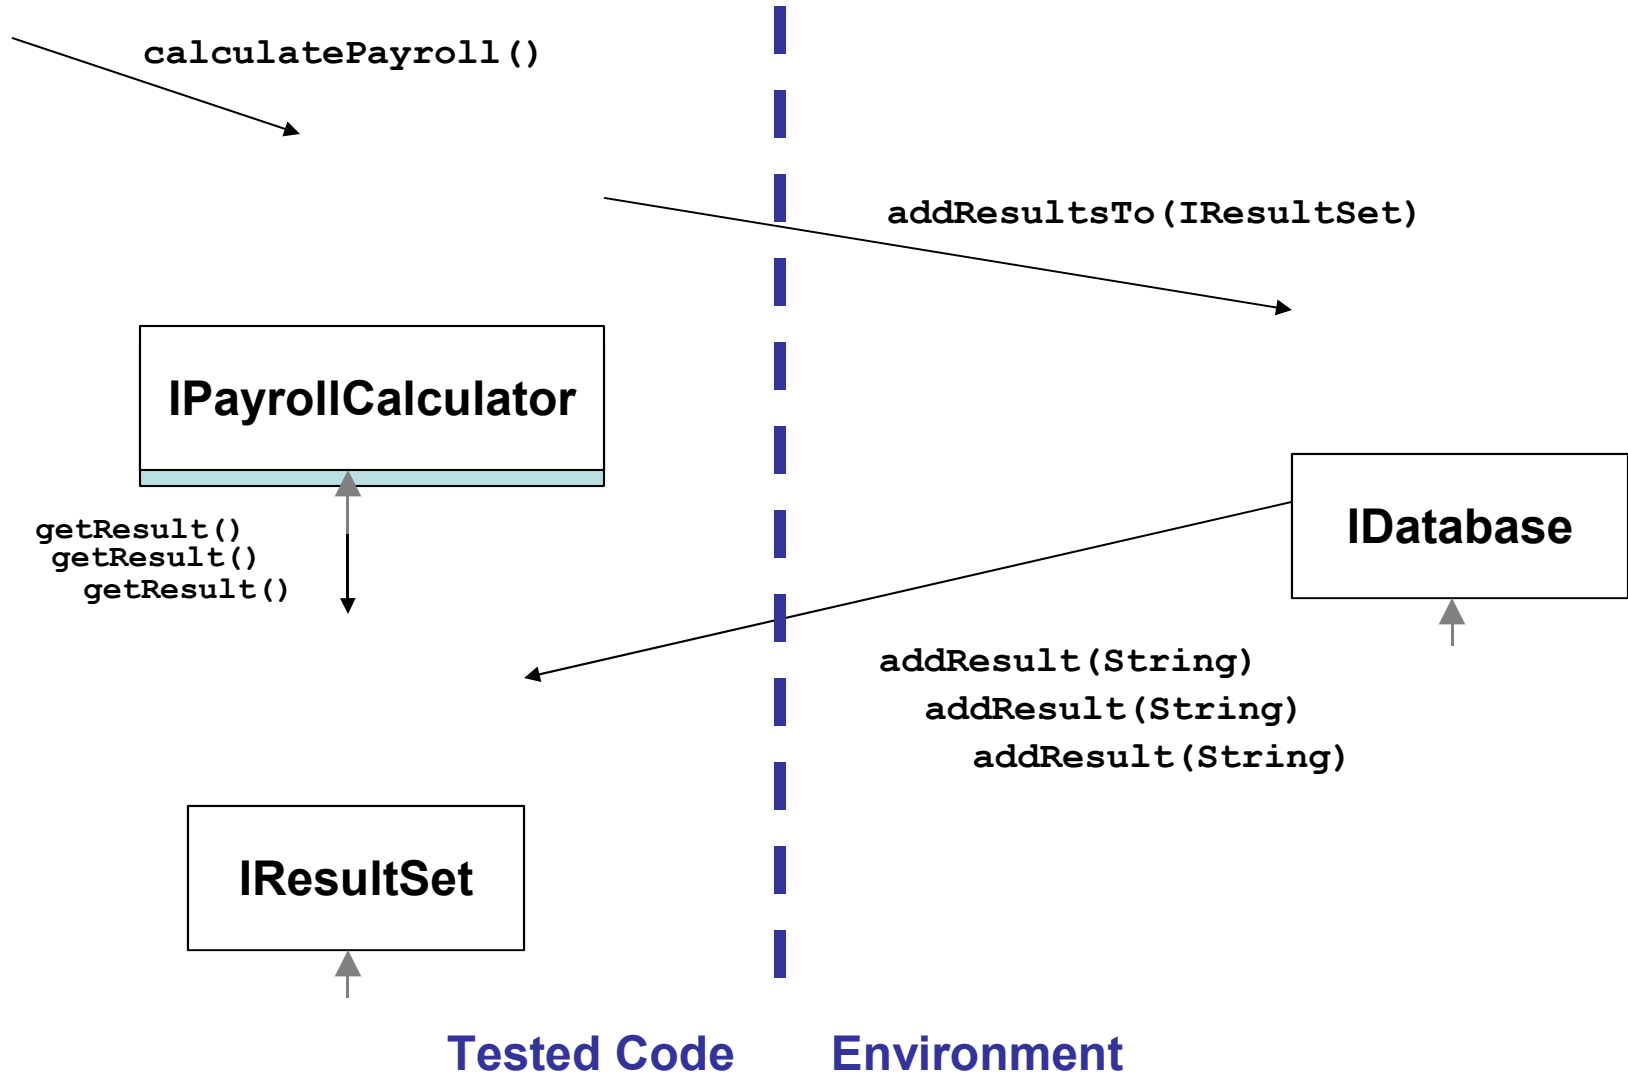 calculatePayroll()
addResultsTo(IResultSet)
IPayrollCalculator
IDatabase
getResult()
getResult()
getResult()
addResult(String)
addResult(String)
addResult(String)
IResultSet
Tested Code
Environment